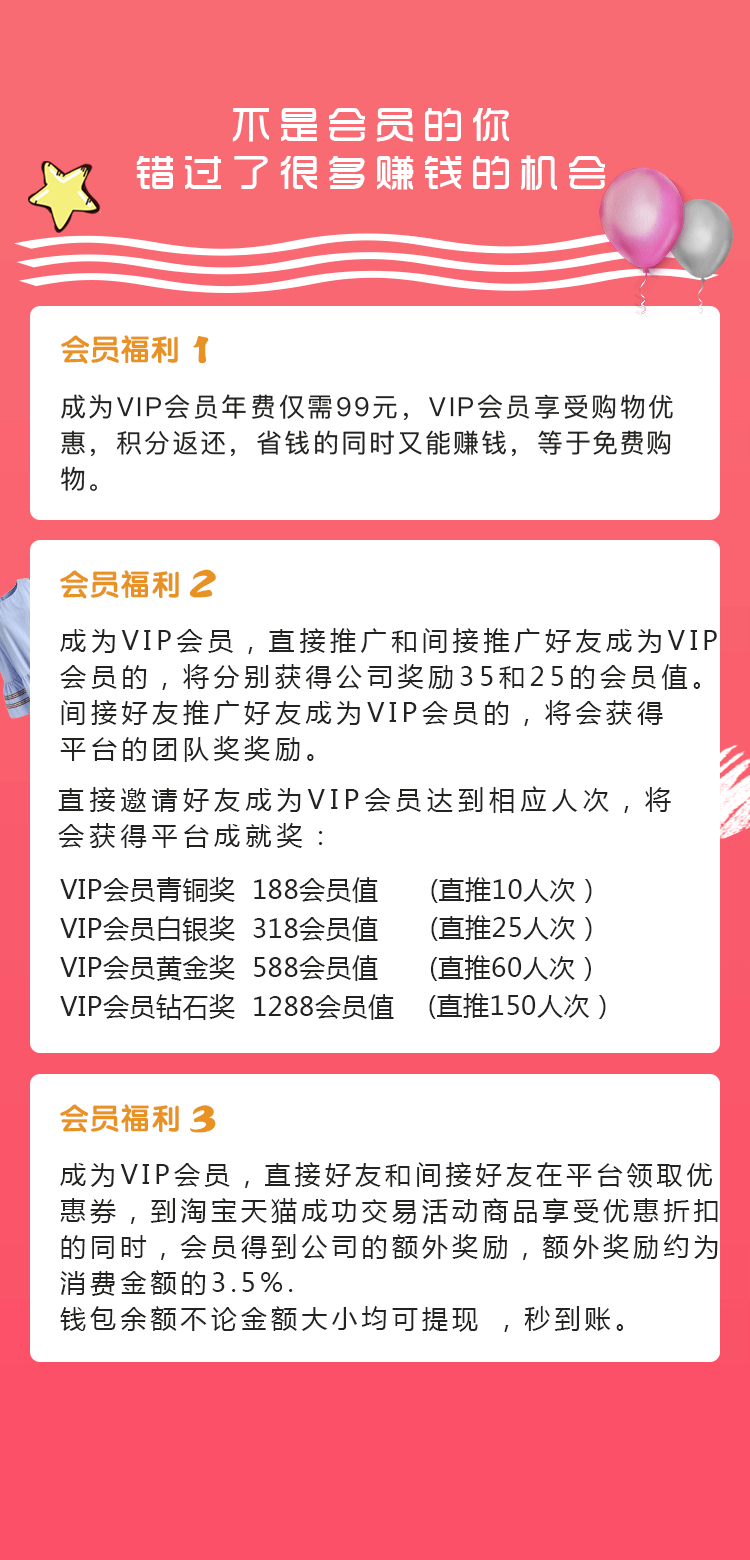 不是会员的你
错过了很多赚钱的机会
会员福利 1
成为VIP会员年费仅需99元，VIP会员享受购物优
惠，积分返还，省钱的同时又能赚钱，等于免费购
物。
会员福利 2
成为VIP会员，直接推广和间接推广好友成为VIP
会员的，将分别获得公司奖励35和25的会员值。
间接好友推广好友成为VIP会员的，将会获得
平台的团队奖奖励。
直接邀请好友成为VIP会员达到相应人次，将
会获得平台成就奖：
VIP会员青铜奖 188会员值 (直推10人次）
VIP会员白银奖 318会员值 (直推25人次）
VIP会员黄金奖 588会员值 (直推60人次）
VIP会员钻石奖 1288会员值 (直推150人次）
会员福利 3
成为VIP会员，直接好友和间接好友在平台领取优
惠券，到淘宝天猫成功交易活动商品享受优惠折扣
的同时，会员得到公司的额外奖励，额外奖励约为
消费金额的3.5%.
钱包余额不论金额大小均可提现 ，秒到账。